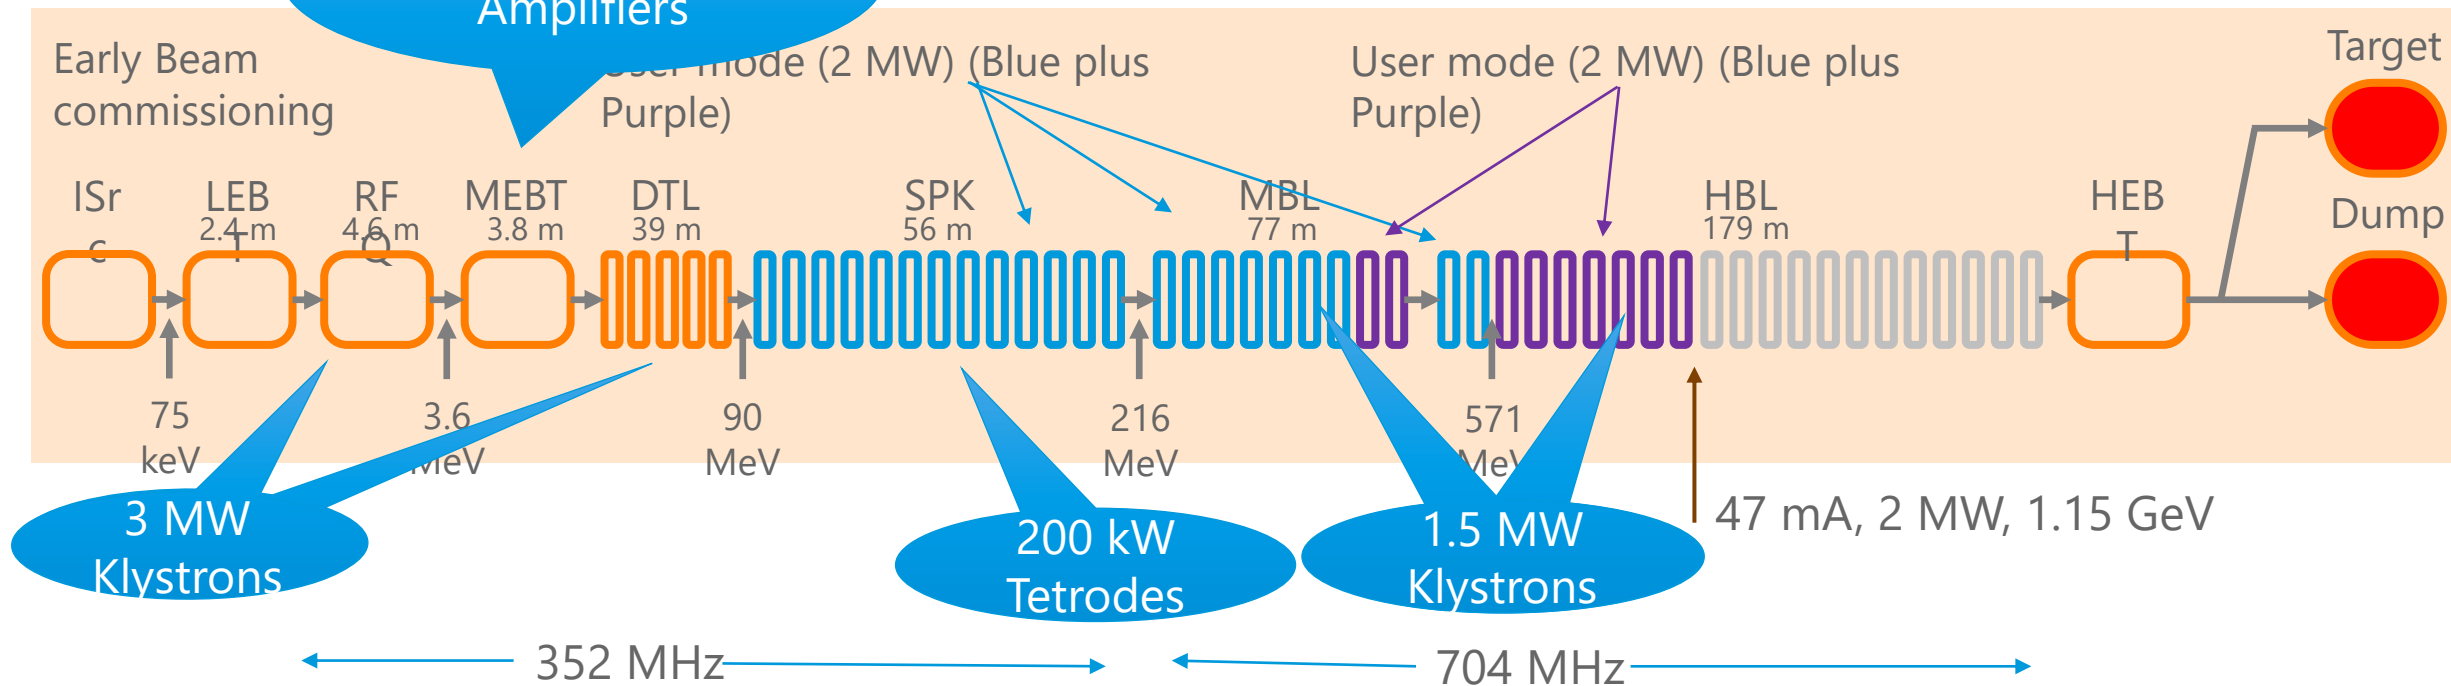 Amplifiers
Early Beam
commissioning
User mode (2 MW) (Blue plus
Purple)
User mode (2 MW) (Blue plus
Purple)
Target
ISr
c
LEB
T
2.4 m
RF
Q
4.6 m
MEBT
3.8 m
DTL
39 m
SPK
56 m
MBL
77 m
HBL
179 m
HEB
T
Dump
75
keV
3.6
MeV
90
MeV
216
MeV
571
MeV
3 MW
Klystrons
200 kW
Tetrodes
1.5 MW
Klystrons
47 mA, 2 MW, 1.15 GeV
352 MHz
704 MHz